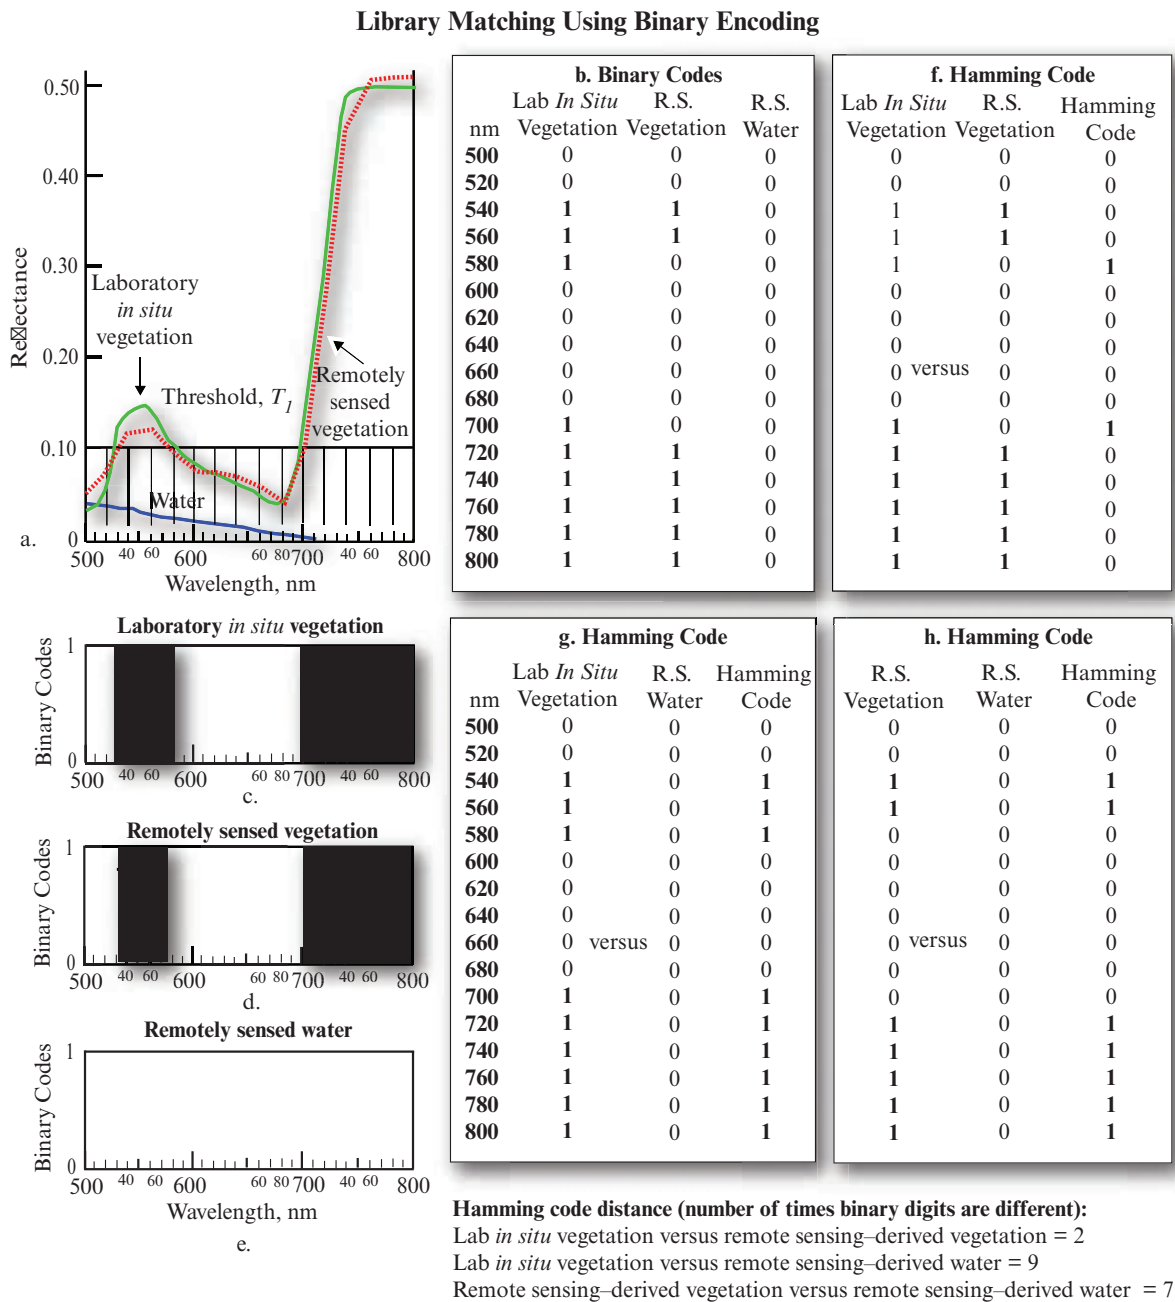 Library Matching Using Binary Encoding
0.50
0.40
0.30
0.20
0.10
0
Re☒ectance
Laboratory
in situ
vegetation
Threshold, T1
Remotely
sensed
vegetation
Water
a.
500 40 60 600 60 80 700 40 60 800
Wavelength, nm
b. Binary Codes
Lab In Situ R.S. R.S.
nm Vegetation Vegetation Water
500 0 0 0
520 0 0 0
540 1 1 0
560 1 1 0
580 1 0 0
600 0 0 0
620 0 0 0
640 0 0 0
660 0 0 0
680 0 0 0
700 1 0 0
720 1 1 0
740 1 1 0
760 1 1 0
780 1 1 0
800 1 1 0
f. Hamming Code
Lab In Situ R.S. Hamming
Vegetation Vegetation Code
0 0 0
0 0 0
1 1 0
1 1 0
1 0 1
0 0 0
0 0 0
0 0 0
0 versus 0 0
0 0 0
1 0 1
1 1 0
1 1 0
1 1 0
1 1 0
1 1 0
Laboratory in situ vegetation
Binary Codes
1
0
500 40 60 600 60 80 700 40 60 800
c.
Remotely sensed vegetation
Binary Codes
1
0
500 40 60 600 60 80 700 40 60 800
d.
Remotely sensed water
Binary Codes
1
0
500 40 60 600 60 80 700 40 60 800
Wavelength, nm
e.
g. Hamming Code
Lab In Situ R.S. Hamming
nm Vegetation Water Code
500 0 0 0
520 0 0 0
540 1 0 1
560 1 0 1
580 1 0 1
600 0 0 0
620 0 0 0
640 0 0 0
660 0 versus 0 0
680 0 0 0
700 1 0 1
720 1 0 1
740 1 0 1
760 1 0 1
780 1 0 1
800 1 0 1
h. Hamming Code
R.S. R.S. Hamming
Vegetation Water Code
0 0 0
0 0 0
1 0 1
1 0 1
0 0 0
0 0 0
0 0 0
0 0 0
0 versus 0 0
0 0 0
0 0 0
1 0 1
1 0 1
1 0 1
1 0 1
1 0 1
Hamming code distance (number of times binary digits are different):
Lab in situ vegetation versus remote sensing–derived vegetation = 2
Lab in situ vegetation versus remote sensing–derived water = 9
Remote sensing–derived vegetation versus remote sensing–derived water = 7